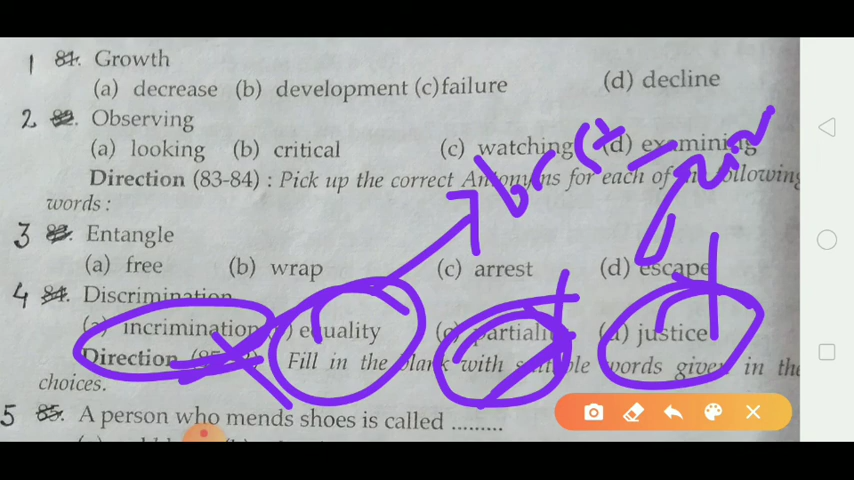 1 81. Growth
(a) decrease (b) development (c) failure (d) decline
2 82. Observing
(a) looking (b) critical (c) watching (d) examining
Direction (83-84) : Pick up the correct Antonyms for each of the following
words :
3 83. Entangle
(a) free (b) wrap (c) arrest (d) escape
4 84. Discrimination
(a) incrimination (b) equality (c) partiality (d) justice
Direction Fill in the blank with suitable words given in the
choices.
5 85. A person who mends shoes is called .........